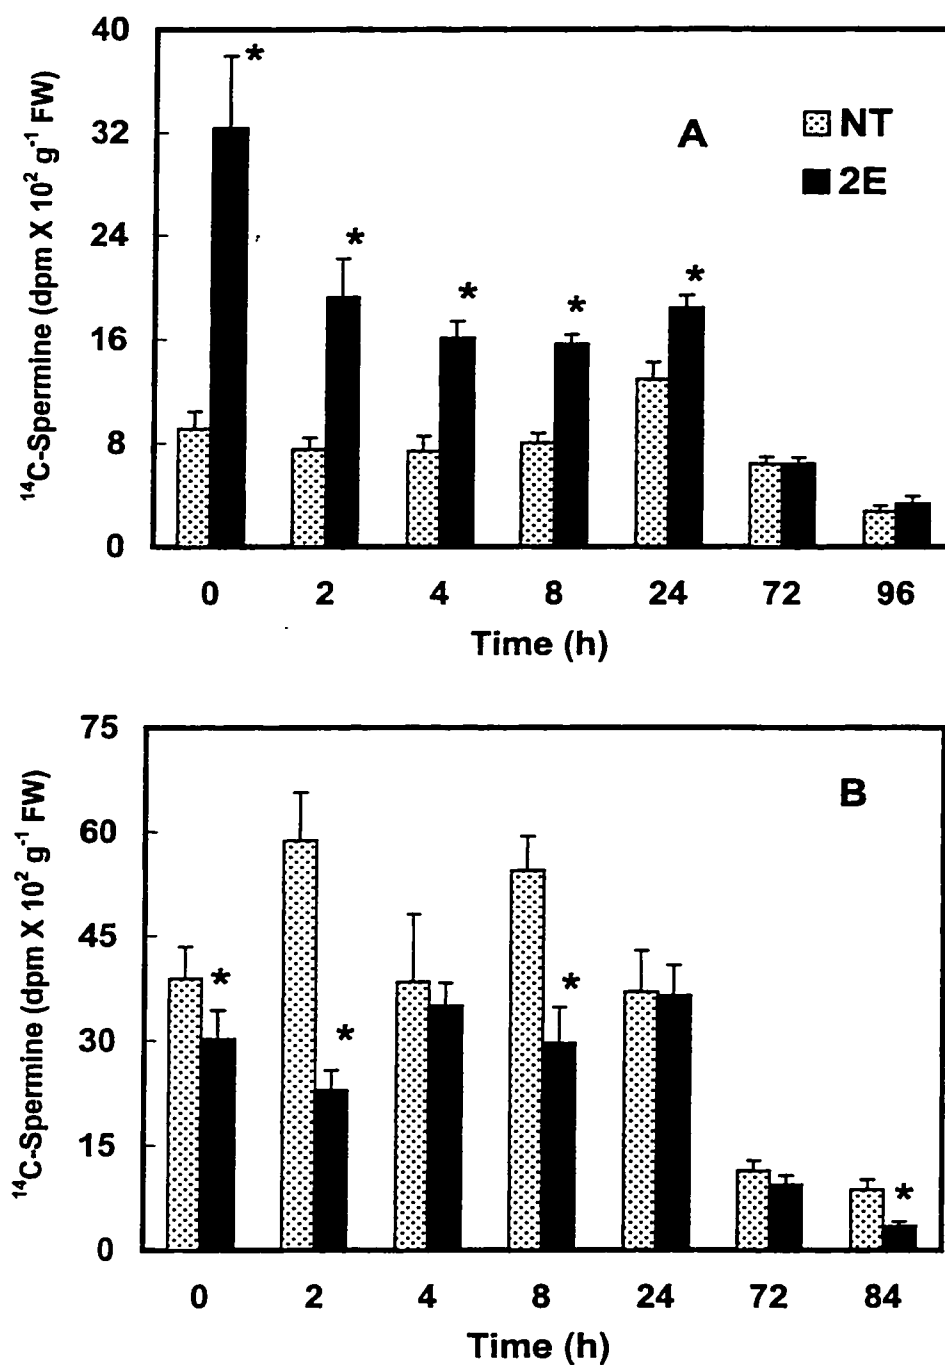 40
32
24
16
8
0
¹⁴C-Spermine (dpm X 10² g⁻¹ FW)
A
NT
2E
*
*
*
*
*
0 2 4 8 24 72 96
Time (h)
75
60
45
30
15
0
¹⁴C-Spermine (dpm X 10² g⁻¹ FW)
B
*
*
*
*
0 2 4 8 24 72 84
Time (h)